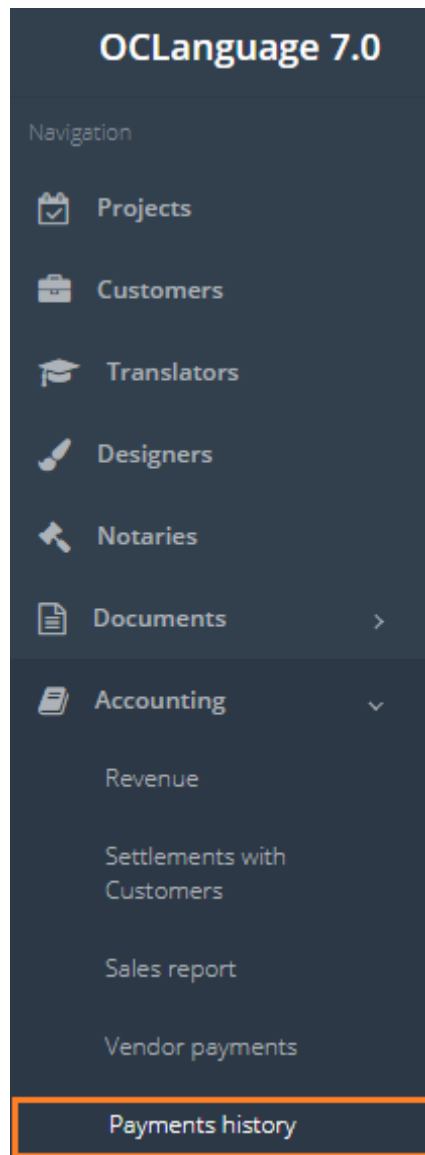 OCLanguage 7.0
Navigation
Projects
Customers
Translators
Designers
Notaries
Documents
Accounting
Revenue
Settlements with
Customers
Sales report
Vendor payments
Payments history